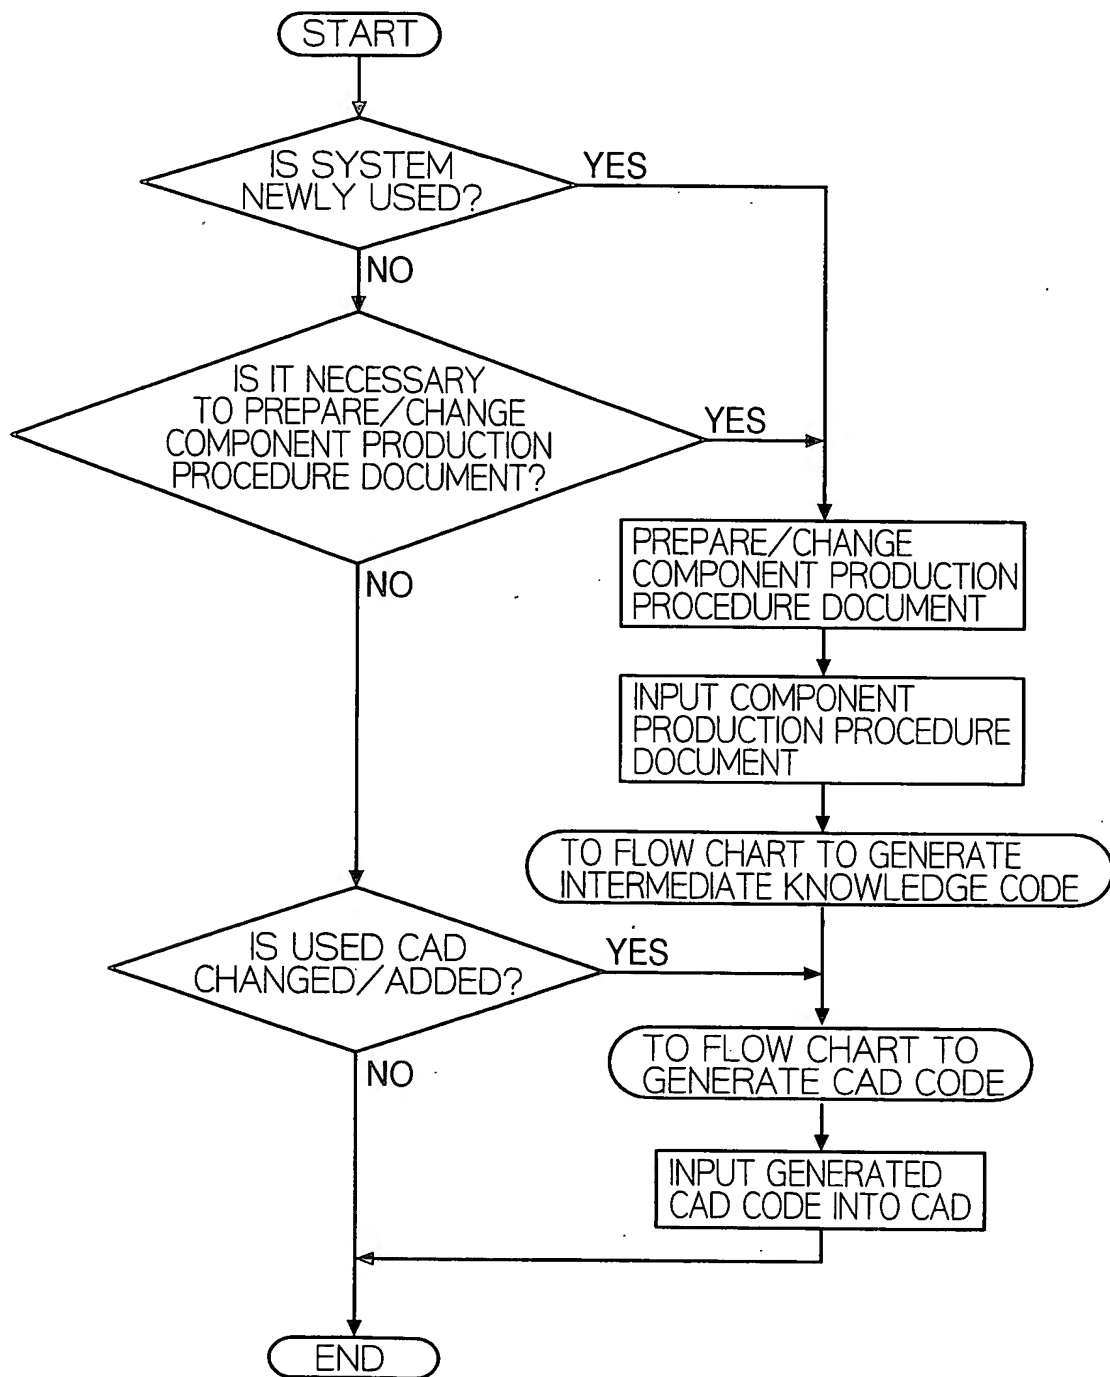 START
IS SYSTEM
NEWLY USED?
YES
NO
IS IT NECESSARY
TO PREPARE/CHANGE
COMPONENT PRODUCTION
PROCEDURE DOCUMENT?
YES
NO
PREPARE/CHANGE
COMPONENT PRODUCTION
PROCEDURE DOCUMENT
INPUT COMPONENT
PRODUCTION PROCEDURE
DOCUMENT
TO FLOW CHART TO GENERATE
INTERMEDIATE KNOWLEDGE CODE
IS USED CAD
CHANGED/ADDED?
YES
NO
TO FLOW CHART TO
GENERATE CAD CODE
INPUT GENERATED
CAD CODE INTO CAD
END